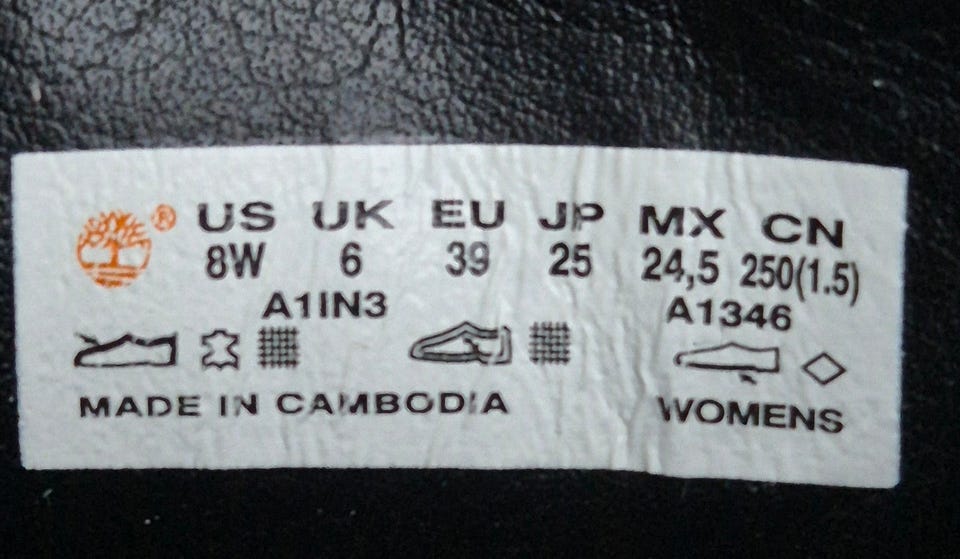 ® US UK EU JP MX CN
8W 6 39 25 24,5 250(1.5)
A1IN3 A1346
MADE IN CAMBODIA WOMENS